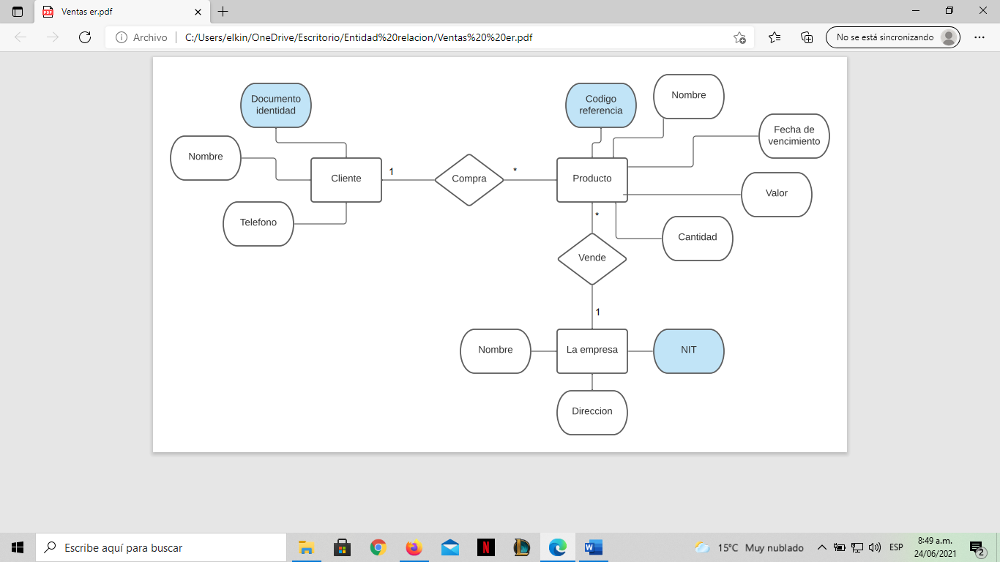 Ventas er.pdf
Archivo
C:/Users/elkin/OneDrive/Escritorio/Entidad%20relacion/Ventas%20%20er.pdf
No se está sincronizando
Documento
identidad
Codigo
referencia
Nombre
Fecha de
vencimiento
Nombre
Cliente
1
Compra
*
Producto
Valor
Telefono
*
Cantidad
Vende
1
Nombre
La empresa
NIT
Direccion
Escribe aquí para buscar
15°C Muy nublado
ESP
8:49 a.m.
24/06/2021
2